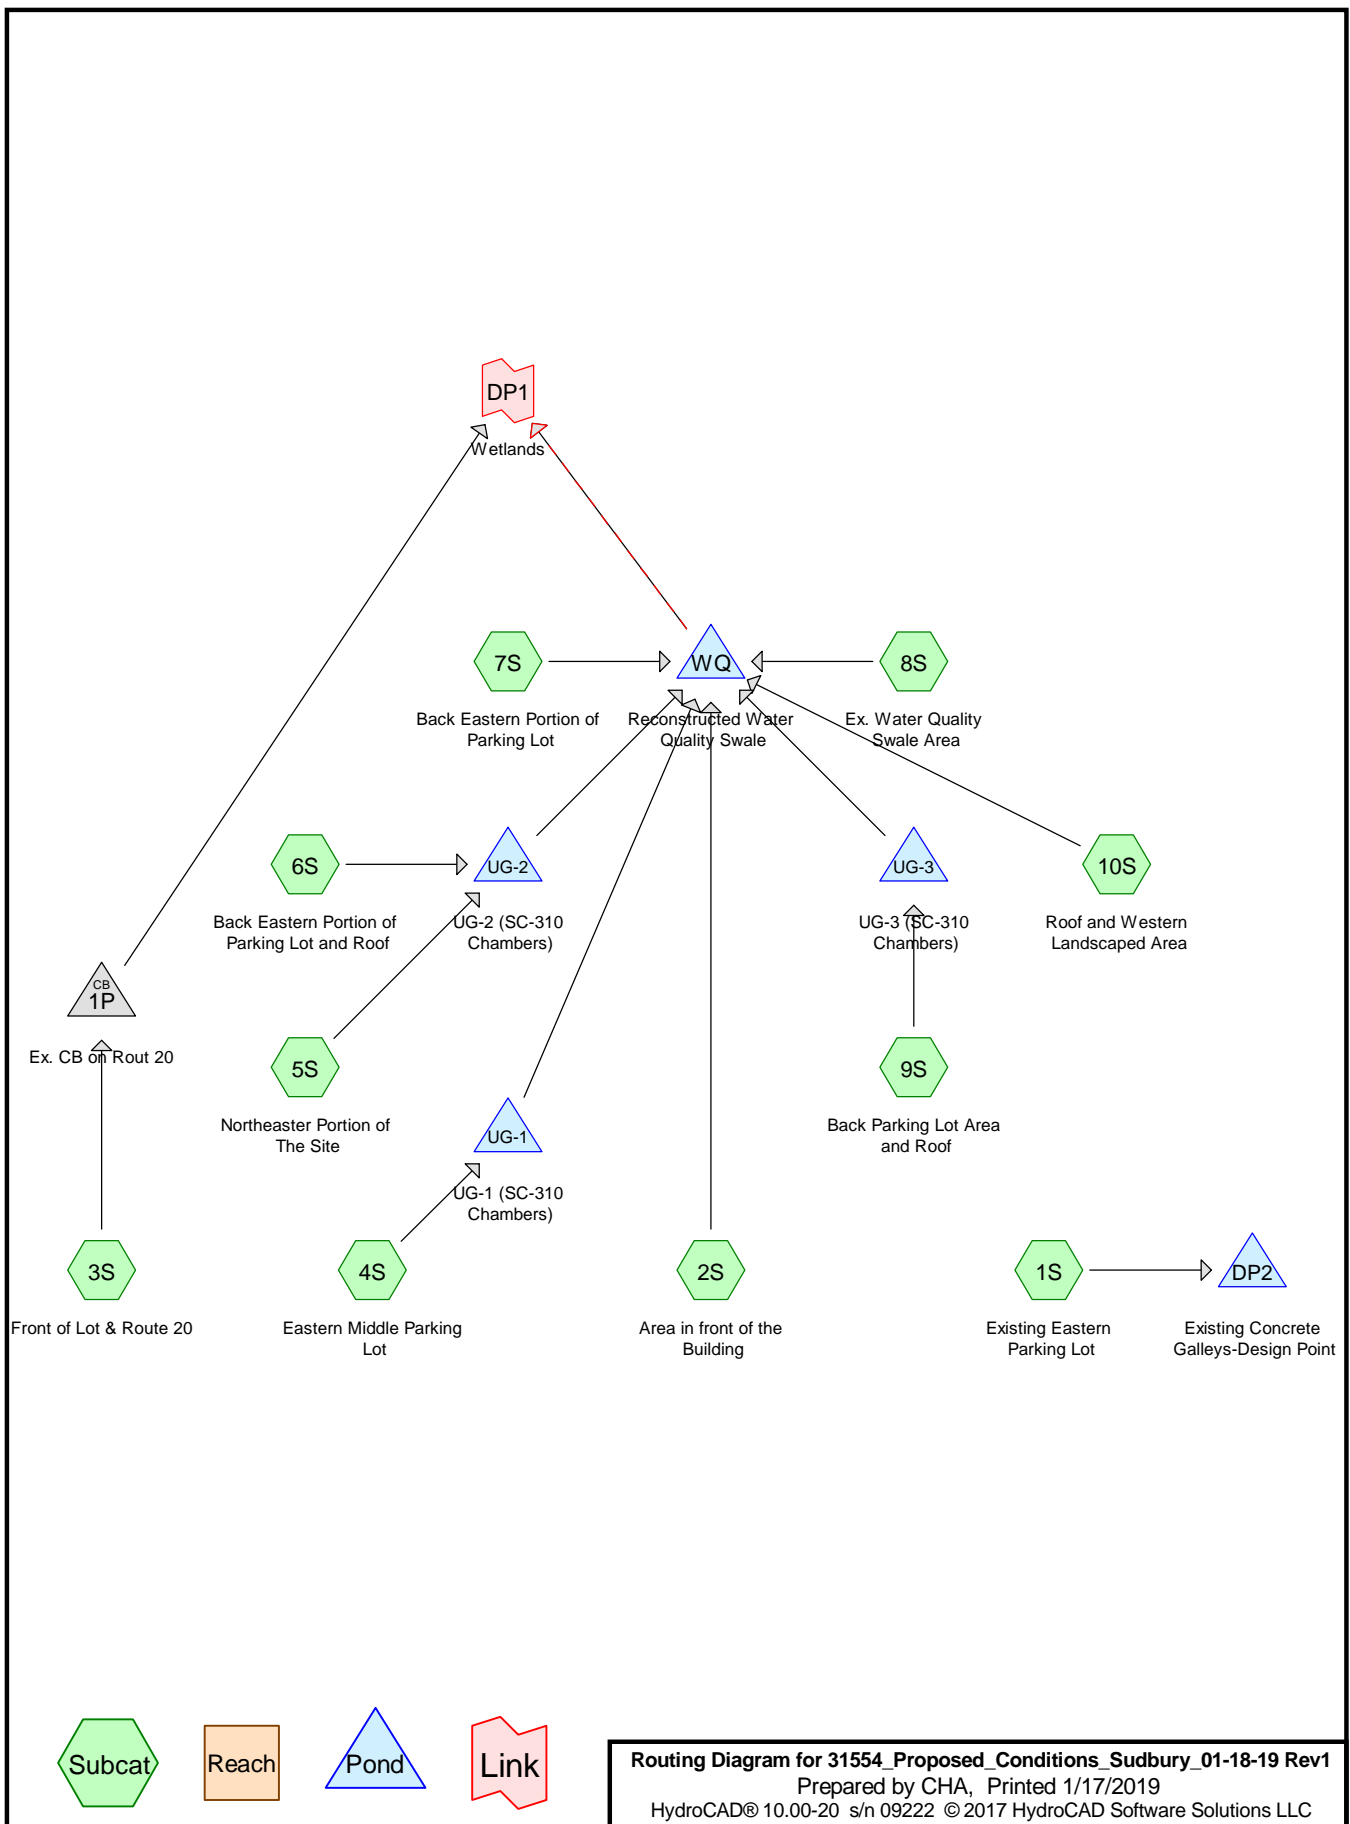 DP1
Wetlands
7S
WQ
8S
Back Eastern Portion of
Parking Lot
Reconstructed Water
Quality Swale
Ex. Water Quality
Swale Area
6S
UG-2
UG-3
10S
Back Eastern Portion of
Parking Lot and Roof
UG-2 (SC-310
Chambers)
UG-3 (SC-310
Chambers)
Roof and Western
Landscaped Area
CB
1P
Ex. CB on Rout 20
5S
9S
Northeaster Portion of
The Site
UG-1
Back Parking Lot Area
and Roof
UG-1 (SC-310
Chambers)
3S
4S
2S
1S
DP2
Front of Lot & Route 20
Eastern Middle Parking
Lot
Area in front of the
Building
Existing Eastern
Parking Lot
Existing Concrete
Galleys-Design Point
Subcat
Reach
Pond
Link
Routing Diagram for 31554_Proposed_Conditions_Sudbury_01-18-19 Rev1
Prepared by CHA, Printed 1/17/2019
HydroCAD® 10.00-20 s/n 09222 © 2017 HydroCAD Software Solutions LLC